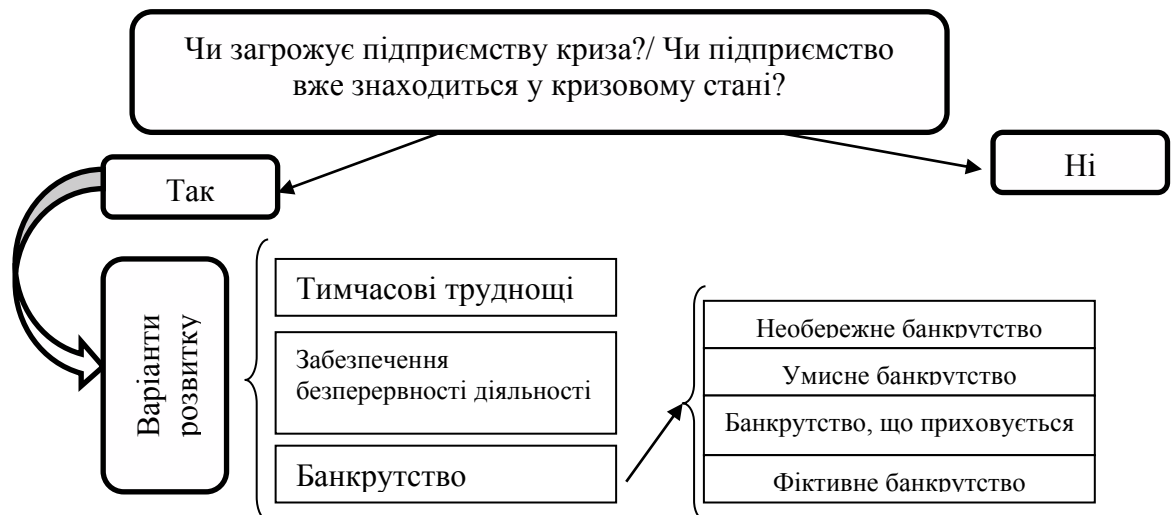 Чи загрожує підприємству криза?/ Чи підприємство
вже знаходиться у кризовому стані?
Так
Ні
Варіанти
розвитку
Тимчасові труднощі
Забезпечення
безперервності діяльності
Банкрутство
Необережне банкрутство
Умисне банкрутство
Банкрутство, що приховується
Фіктивне банкрутство